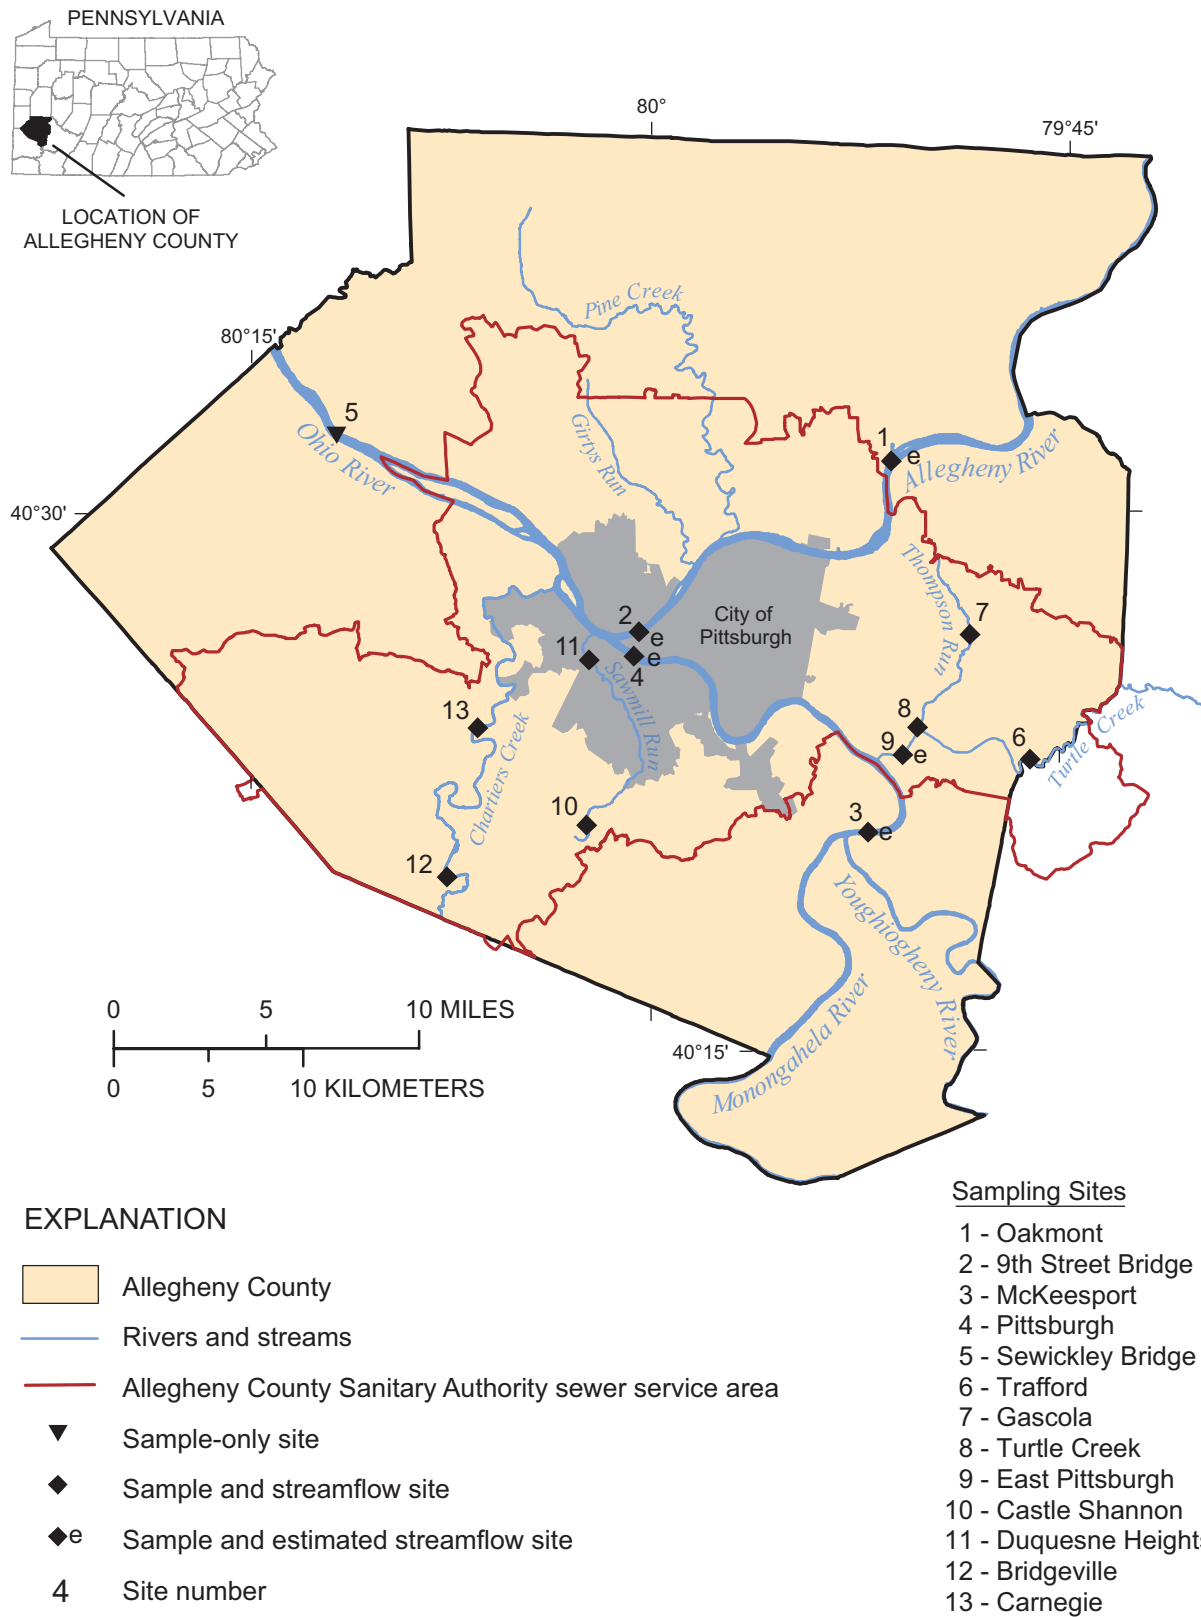 PENNSYLVANIA
LOCATION OF
ALLEGHENY COUNTY
80°
79°45'
80°15'
Pine Creek
5
Ohio River
Girtys Run
1
e
Allegheny River
40°30'
Thompson Run
7
2
e
City of
Pittsburgh
11
e
4
Sawmill Run
13
Chartiers Creek
8
9
e
6
Turtle Creek
10
3
e
12
Youghiogheny River
Monongahela River
40°15'
0 5 10 MILES
0 5 10 KILOMETERS
EXPLANATION
Allegheny County
Rivers and streams
Allegheny County Sanitary Authority sewer service area
Sample-only site
Sample and streamflow site
e Sample and estimated streamflow site
4 Site number
Sampling Sites
1 - Oakmont
2 - 9th Street Bridge
3 - McKeesport
4 - Pittsburgh
5 - Sewickley Bridge
6 - Trafford
7 - Gascola
8 - Turtle Creek
9 - East Pittsburgh
10 - Castle Shannon
11 - Duquesne Heights
12 - Bridgeville
13 - Carnegie